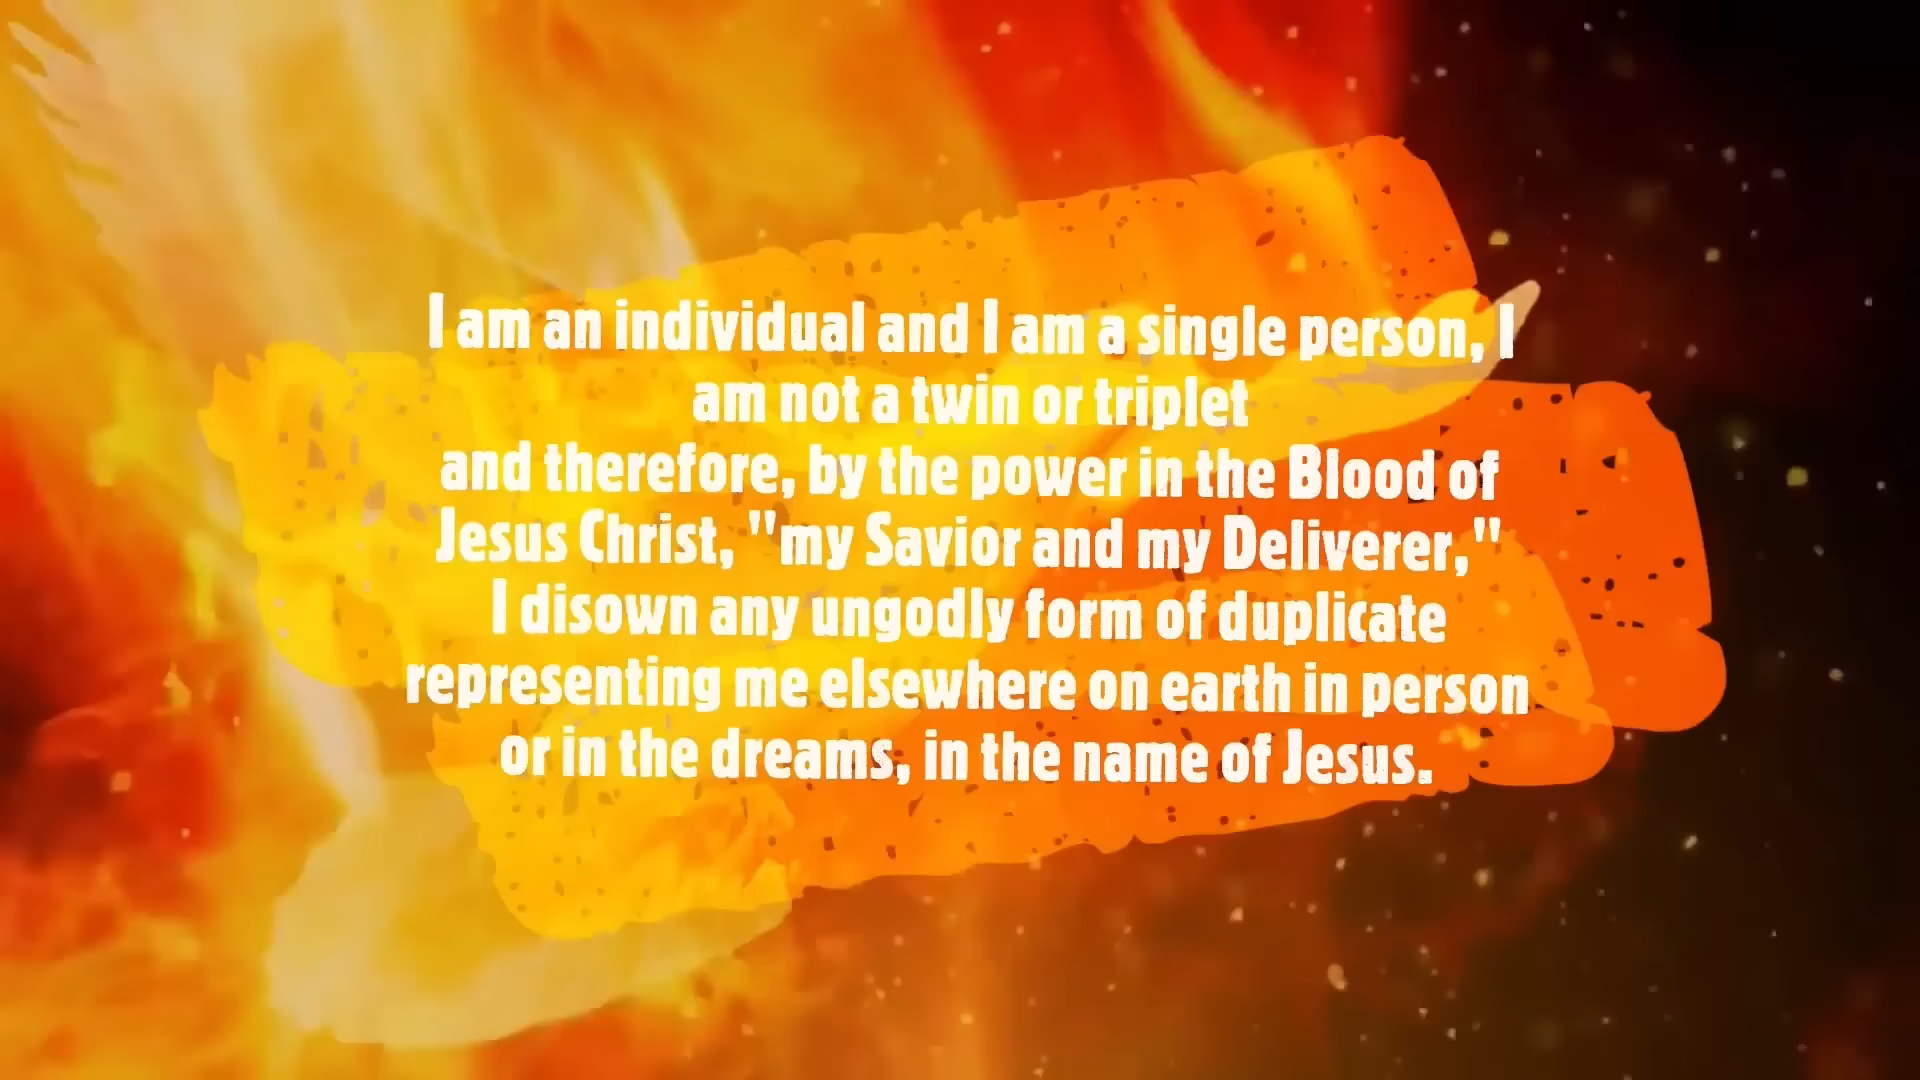 I am an individual and I am a single person, I
am not a twin or triplet
and therefore, by the power in the Blood of
Jesus Christ, "my Savior and my Deliverer,"
I disown any ungodly form of duplicate
representing me elsewhere on earth in person
or in the dreams, in the name of Jesus.